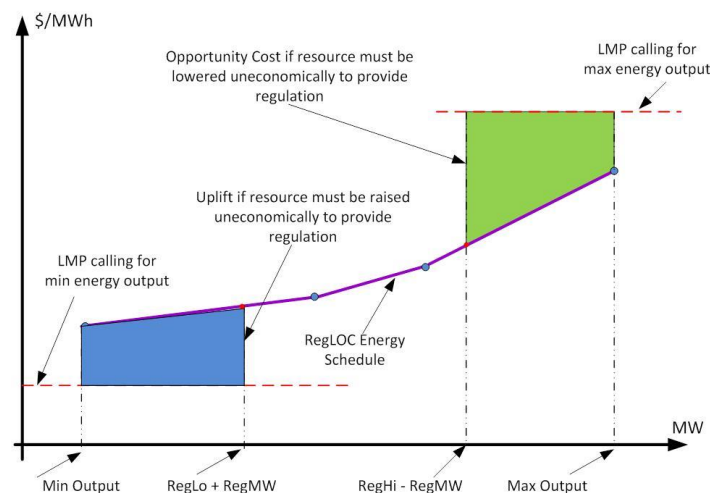 $/MWh
Opportunity Cost if resource must be
lowered uneconomically to provide
regulation
LMP calling for
max energy output
Uplift if resource must be raised
uneconomically to provide
regulation
LMP calling for
min energy output
RegLOC Energy
Schedule
MW
Min Output
RegLo + RegMW
RegHi - RegMW
Max Output